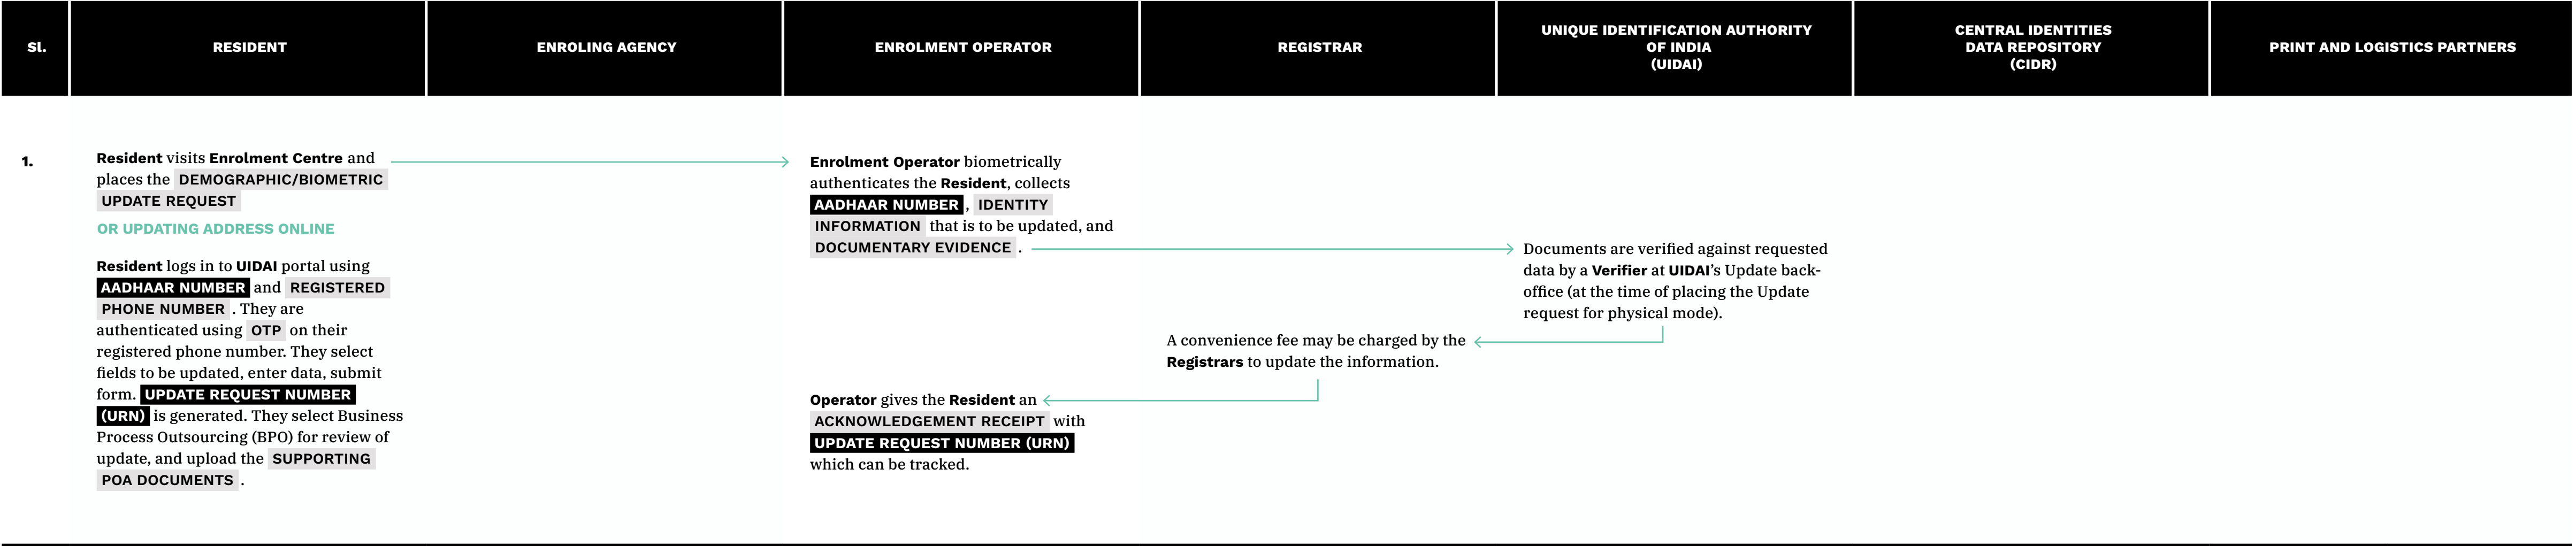 Sl.
RESIDENT
ENROLING AGENCY
ENROLMENT OPERATOR
REGISTRAR
UNIQUE IDENTIFICATION AUTHORITY
OF INDIA
(UIDAI)
CENTRAL IDENTITIES
DATA REPOSITORY
(CIDR)
PRINT AND LOGISTICS PARTNERS
1.
Resident visits Enrolment Centre and
places the DEMOGRAPHIC/BIOMETRIC
UPDATE REQUEST
OR UPDATING ADDRESS ONLINE
Resident logs in to UIDAI portal using
AADHAAR NUMBER and REGISTERED
PHONE NUMBER . They are
authenticated using OTP on their
registered phone number. They select
fields to be updated, enter data, submit
form. UPDATE REQUEST NUMBER
(URN) is generated. They select Business
Process Outsourcing (BPO) for review of
update, and upload the SUPPORTING
POA DOCUMENTS .
Enrolment Operator biometrically
authenticates the Resident, collects
AADHAAR NUMBER , IDENTITY
INFORMATION that is to be updated, and
DOCUMENTARY EVIDENCE .
Documents are verified against requested
data by a Verifier at UIDAI's Update back-
office (at the time of placing the Update
request for physical mode).
A convenience fee may be charged by the
Registrars to update the information.
Operator gives the Resident an
ACKNOWLEDGEMENT RECEIPT with
UPDATE REQUEST NUMBER (URN)
which can be tracked.